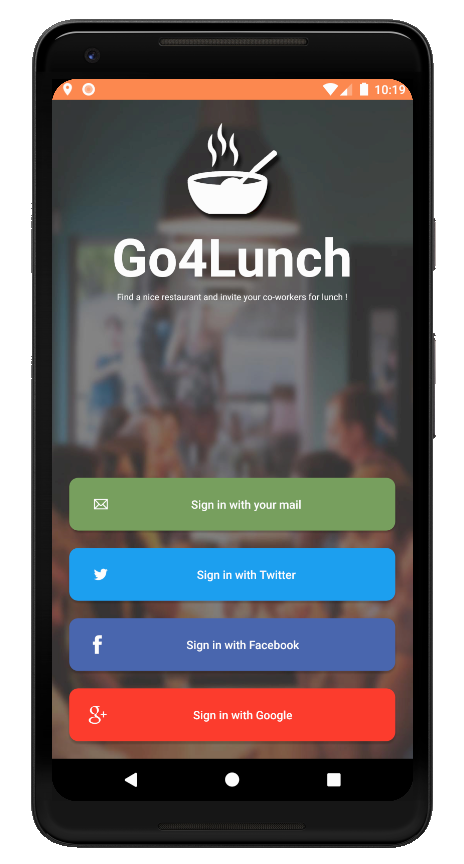 10:19
Go4Lunch
Find a nice restaurant and invite your co-workers for lunch !
Sign in with your mail
Sign in with Twitter
f
Sign in with Facebook
g+
Sign in with Google